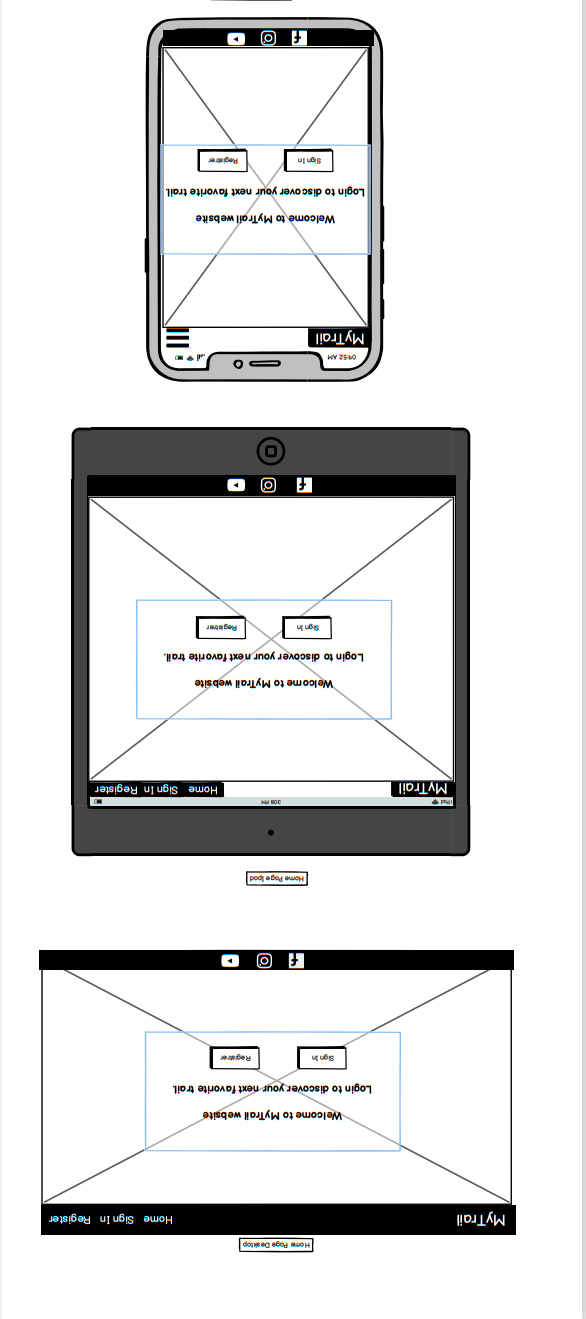 Home Page Desktop
MyTrail Home Sign In Register
Welcome to MyTrail website
Login to discover your next favorite trail.
Sign In Registrer
Home Page Ipad
iPad 3:08 PM
MyTrail Home Sign In Register
Welcome to MyTrail website
Login to discover your next favorite trail.
Sign In Registrer
09:52 AM
MyTrail
Welcome to MyTrail website
Login to discover your next favorite trail.
Sign In Registrer